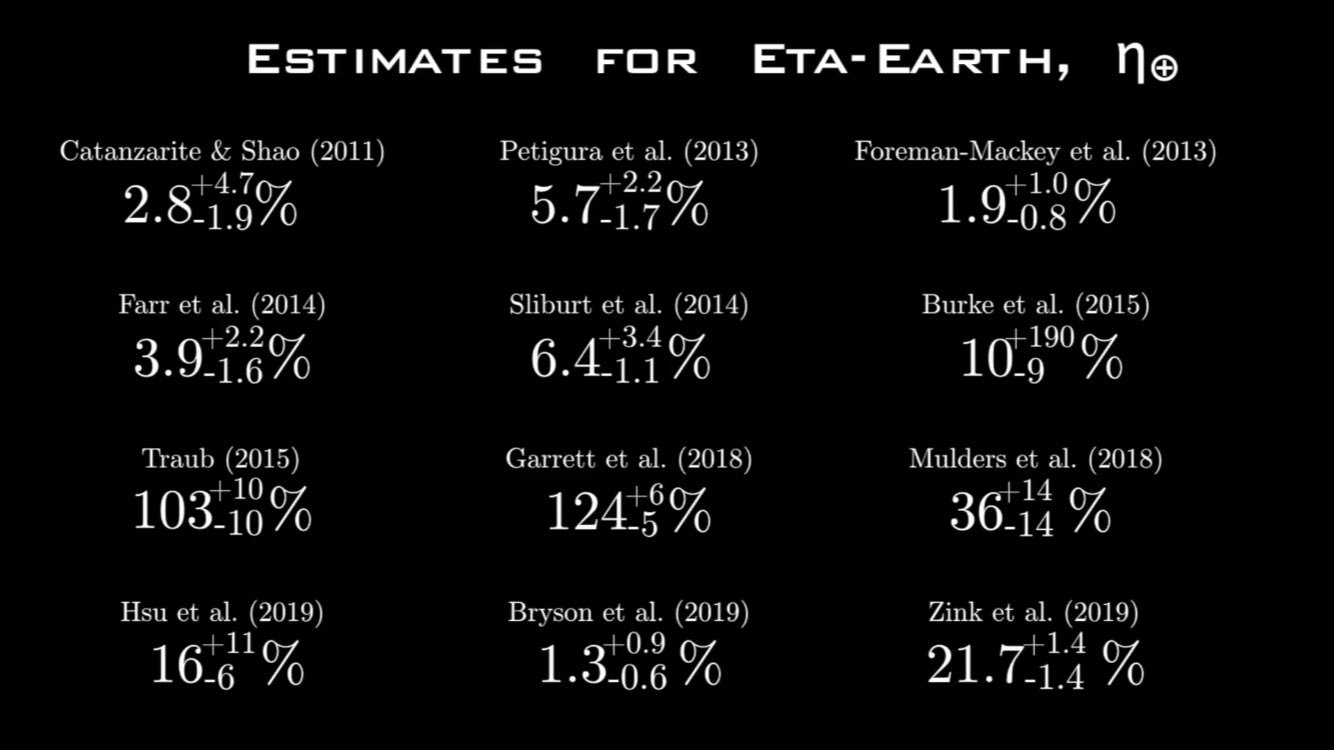 Estimates for Eta-Earth, η⊕
Catanzarite & Shao (2011)
2.8+4.7-1.9%
Petigura et al. (2013)
5.7+2.2-1.7%
Foreman-Mackey et al. (2013)
1.9+1.0-0.8%
Farr et al. (2014)
3.9+2.2-1.6%
Sliburt et al. (2014)
6.4+3.4-1.1%
Burke et al. (2015)
10+190-9%
Traub (2015)
103+10-10%
Garrett et al. (2018)
124+6-5%
Mulders et al. (2018)
36+14-14%
Hsu et al. (2019)
16+11-6%
Bryson et al. (2019)
1.3+0.9-0.6%
Zink et al. (2019)
21.7+1.4-1.4%